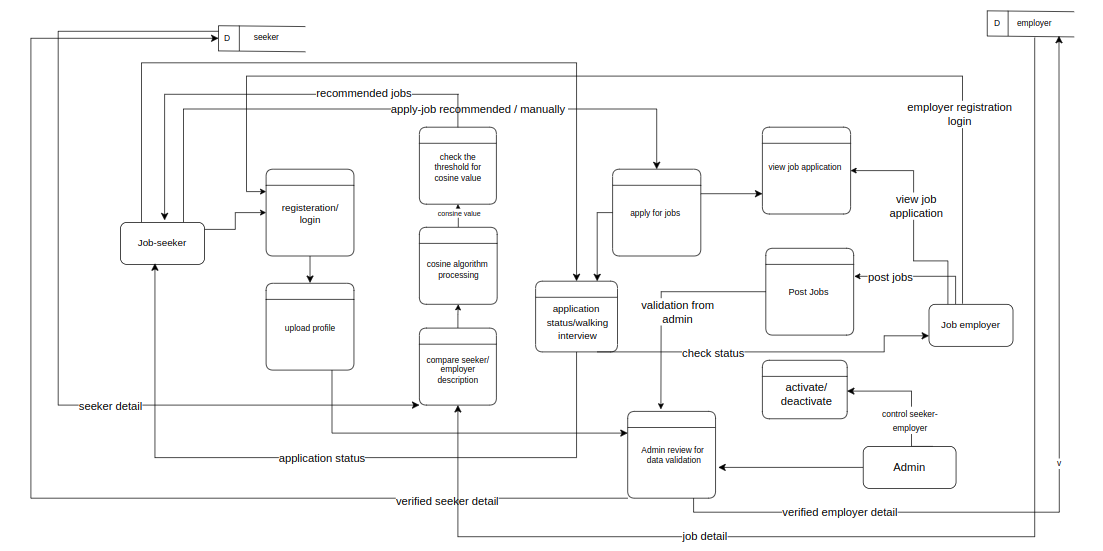 D
seeker
D
employer
recommended jobs
apply-job recommended / manually
employer registration
login
check the
threshold for
cosine value
view job application
registeration/
login
consine value
apply for jobs
view job
application
Job-seeker
cosine algorithm
processing
Post Jobs
post jobs
application
status/walking
interview
validation from
admin
upload profile
Job employer
compare seeker/
employer
description
check status
activate/
deactivate
seeker detail
control seeker-
employer
Admin review for
data validation
application status
Admin
v
verified seeker detail
verified employer detail
job detail